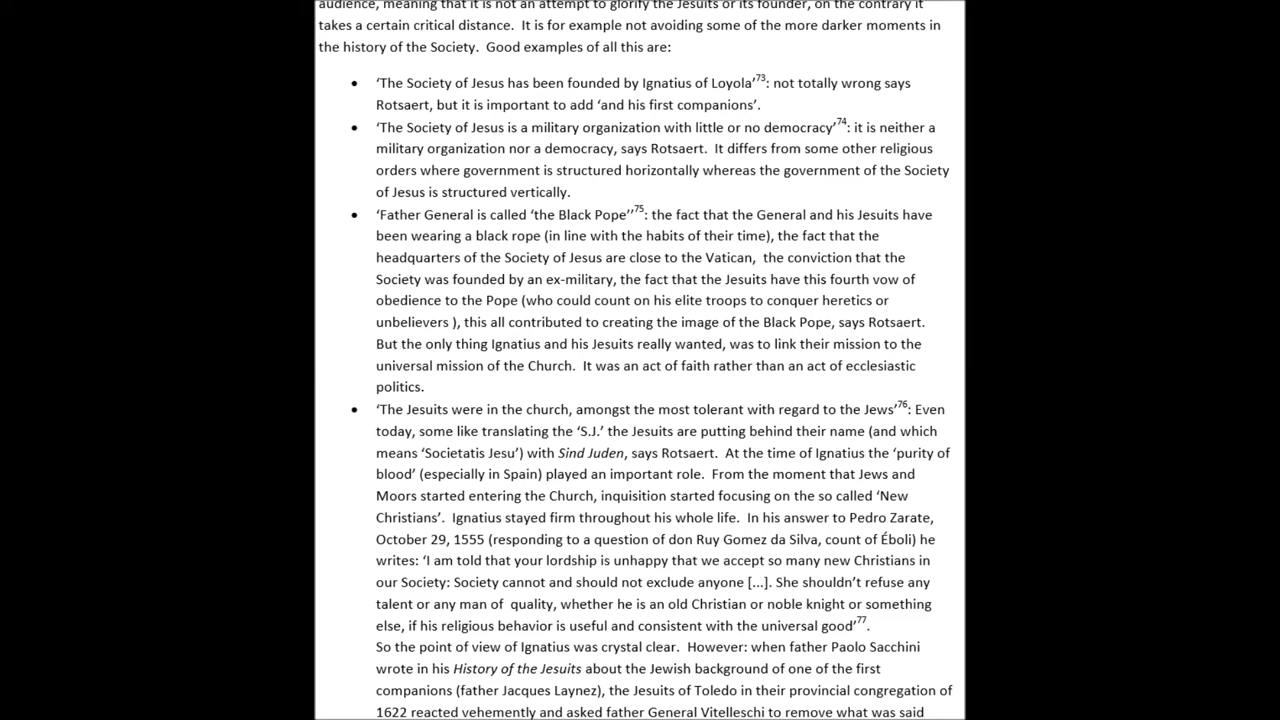 audience, meaning that it is not an attempt to glorify the Jesuits or its founder, on the contrary it
takes a certain critical distance.  It is for example not avoiding some of the more darker moments in
the history of the Society.  Good examples of all this are:
• ‘The Society of Jesus has been founded by Ignatius of Loyola’73: not totally wrong says
Rotsaert, but it is important to add ‘and his first companions’.
• ‘The Society of Jesus is a military organization with little or no democracy’74: it is neither a
military organization nor a democracy, says Rotsaert.  It differs from some other religious
orders where government is structured horizontally whereas the government of the Society
of Jesus is structured vertically.
• ‘Father General is called ‘the Black Pope’’75: the fact that the General and his Jesuits have
been wearing a black rope (in line with the habits of their time), the fact that the
headquarters of the Society of Jesus are close to the Vatican,  the conviction that the
Society was founded by an ex-military, the fact that the Jesuits have this fourth vow of
obedience to the Pope (who could count on his elite troops to conquer heretics or
unbelievers ), this all contributed to creating the image of the Black Pope, says Rotsaert.
But the only thing Ignatius and his Jesuits really wanted, was to link their mission to the
universal mission of the Church.  It was an act of faith rather than an act of ecclesiastic
politics.
• ‘The Jesuits were in the church, amongst the most tolerant with regard to the Jews’76: Even
today, some like translating the ‘S.J.’ the Jesuits are putting behind their name (and which
means ‘Societatis Jesu’) with Sind Juden, says Rotsaert.  At the time of Ignatius the ‘purity of
blood’ (especially in Spain) played an important role.  From the moment that Jews and
Moors started entering the Church, inquisition started focusing on the so called ‘New
Christians’.  Ignatius stayed firm throughout his whole life.  In his answer to Pedro Zarate,
October 29, 1555 (responding to a question of don Ruy Gomez da Silva, count of Éboli) he
writes: ‘I am told that your lordship is unhappy that we accept so many new Christians in
our Society: Society cannot and should not exclude anyone [...]. She shouldn’t refuse any
talent or any man of  quality, whether he is an old Christian or noble knight or something
else, if his religious behavior is useful and consistent with the universal good’77.
So the point of view of Ignatius was crystal clear.  However: when father Paolo Sacchini
wrote in his History of the Jesuits about the Jewish background of one of the first
companions (father Jacques Laynez), the Jesuits of Toledo in their provincial congregation of
1622 reacted vehemently and asked father General Vitelleschi to remove what was said